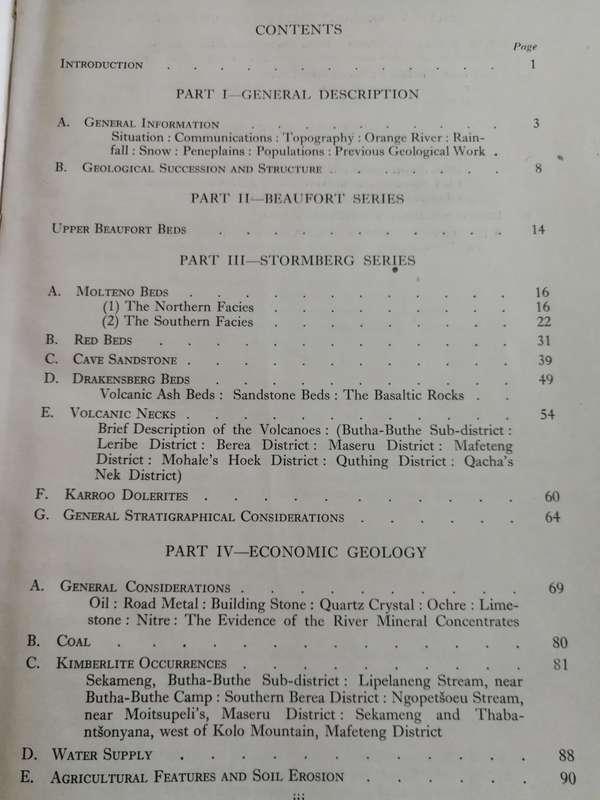 CONTENTS
Page
INTRODUCTION . . . . . . . . . . . . 1
PART I—GENERAL DESCRIPTION
A. GENERAL INFORMATION . . . . . . . . . 3
Situation : Communications : Topography : Orange River : Rain-
fall : Snow : Peneplains : Populations : Previous Geological Work .
B. GEOLOGICAL SUCCESSION AND STRUCTURE . . . . . . . 8
PART II—BEAUFORT SERIES
UPPER BEAUFORT BEDS . . . . . . . . . . 14
PART III—STORMBERG SERIES
A. MOLTENO BEDS . . . . . . . . . . . 16
(1) The Northern Facies . . . . . . . . 16
(2) The Southern Facies . . . . . . . . 22
B. RED BEDS . . . . . . . . . . . 31
C. CAVE SANDSTONE . . . . . . . . . . . 39
D. DRAKENSBERG BEDS . . . . . . . . . . 49
Volcanic Ash Beds : Sandstone Beds : The Basaltic Rocks . .
E. VOLCANIC NECKS . . . . . . . . . . . 54
Brief Description of the Volcanoes : (Butha-Buthe Sub-district :
Leribe District : Berea District : Maseru District : Mafeteng
District : Mohale's Hoek District : Quthing District : Qacha's
Nek District)
F. KARROO DOLERITES . . . . . . . . . . 60
G. GENERAL STRATIGRAPHICAL CONSIDERATIONS . . . . . . 64
PART IV—ECONOMIC GEOLOGY
A. GENERAL CONSIDERATIONS . . . . . . . . . . 69
Oil : Road Metal : Building Stone : Quartz Crystal : Ochre : Lime-
stone : Nitre : The Evidence of the River Mineral Concentrates
B. COAL . . . . . . . . . . . . . 80
C. KIMBERLITE OCCURRENCES . . . . . . . . . . 81
Sekameng, Butha-Buthe Sub-district : Lipelaneng Stream, near
Butha-Buthe Camp : Southern Berea District : Ngopetšoeu Stream,
near Moitsupeli's, Maseru District : Sekameng and Thaba-
ntšonyana, west of Kolo Mountain, Mafeteng District
D. WATER SUPPLY . . . . . . . . . . . 88
E. AGRICULTURAL FEATURES AND SOIL EROSION . . . . . 90
iii